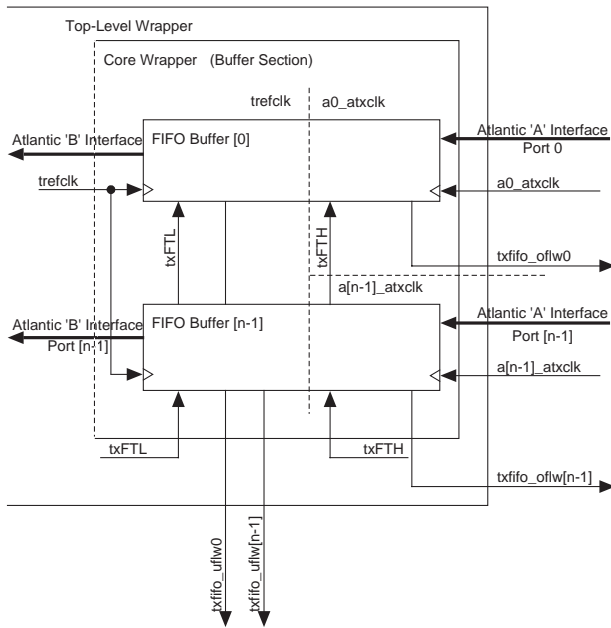 Top-Level Wrapper
Core Wrapper (Buffer Section)
trefclk
a0_atxclk
Atlantic 'B' Interface
FIFO Buffer [0]
Atlantic 'A' Interface
Port 0
trefclk
a0_atxclk
txFTL
txFTH
txfifo_oflw0
a[n-1]_atxclk
Atlantic 'B' Interface
Port [n-1]
FIFO Buffer [n-1]
Atlantic 'A' Interface
Port [n-1]
a[n-1]_atxclk
txFTL
txFTH
txfifo_oflw[n-1]
txfifo_uflw0
txfifo_uflw[n-1]